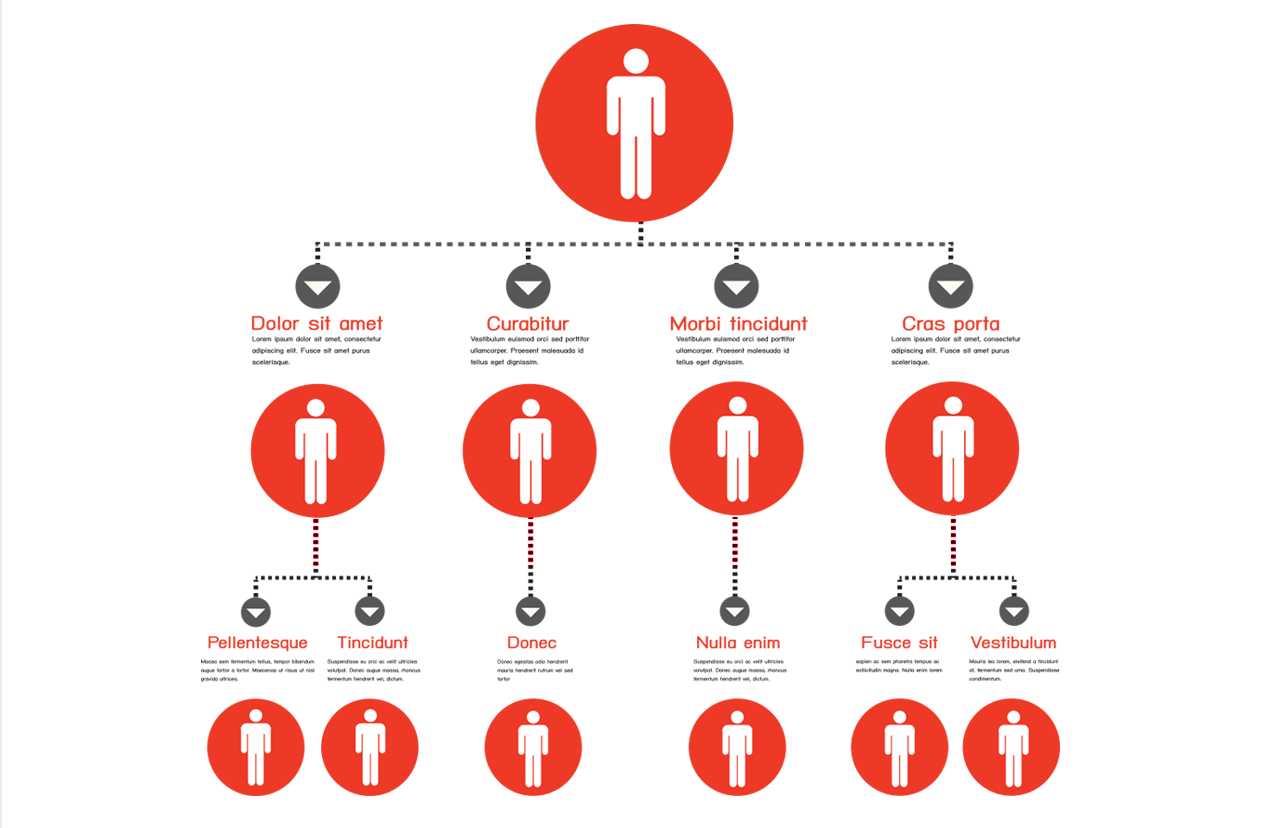 Dolor sit amet
Lorem ipsum dolor sit amet, consectetur
adipiscing elit. Fusce sit amet purus
scelerisque.
Curabitur
Vestibulum euismod orci sed porttitor
ullamcorper. Praesent malesuada id
tellus eget dignissim.
Morbi tincidunt
Vestibulum euismod orci sed porttitor
ullamcorper. Praesent malesuada id
tellus eget dignissim.
Cras porta
Lorem ipsum dolor sit amet, consectetur
adipiscing elit. Fusce sit amet purus
scelerisque.
Pellentesque
Macao sem fermentum tellus, tempor bibendum
augue tortor a tortor. Maecenas ut risus ut nisi
gravida ultrices.
Tincidunt
Suspendisse eu orci ac velit ultricies
volutpat. Donec augue massa, rhoncus
fermentum hendrerit vel, dictum.
Donec
Donec egestas odio hendrerit
mauris hendrerit rutrum vel sed
tortor
Nulla enim
Suspendisse eu orci ac velit ultricies
volutpat. Donec augue massa, rhoncus
fermentum hendrerit vel, dictum.
Fusce sit
sapien ac sem pharetra tempus ac
sollicitudin magna. Nulla enim lorem
Vestibulum
Mauris leo lorem, eleifend a tincidunt
at, fermentum sed urna. Suspendisse
condimentum.